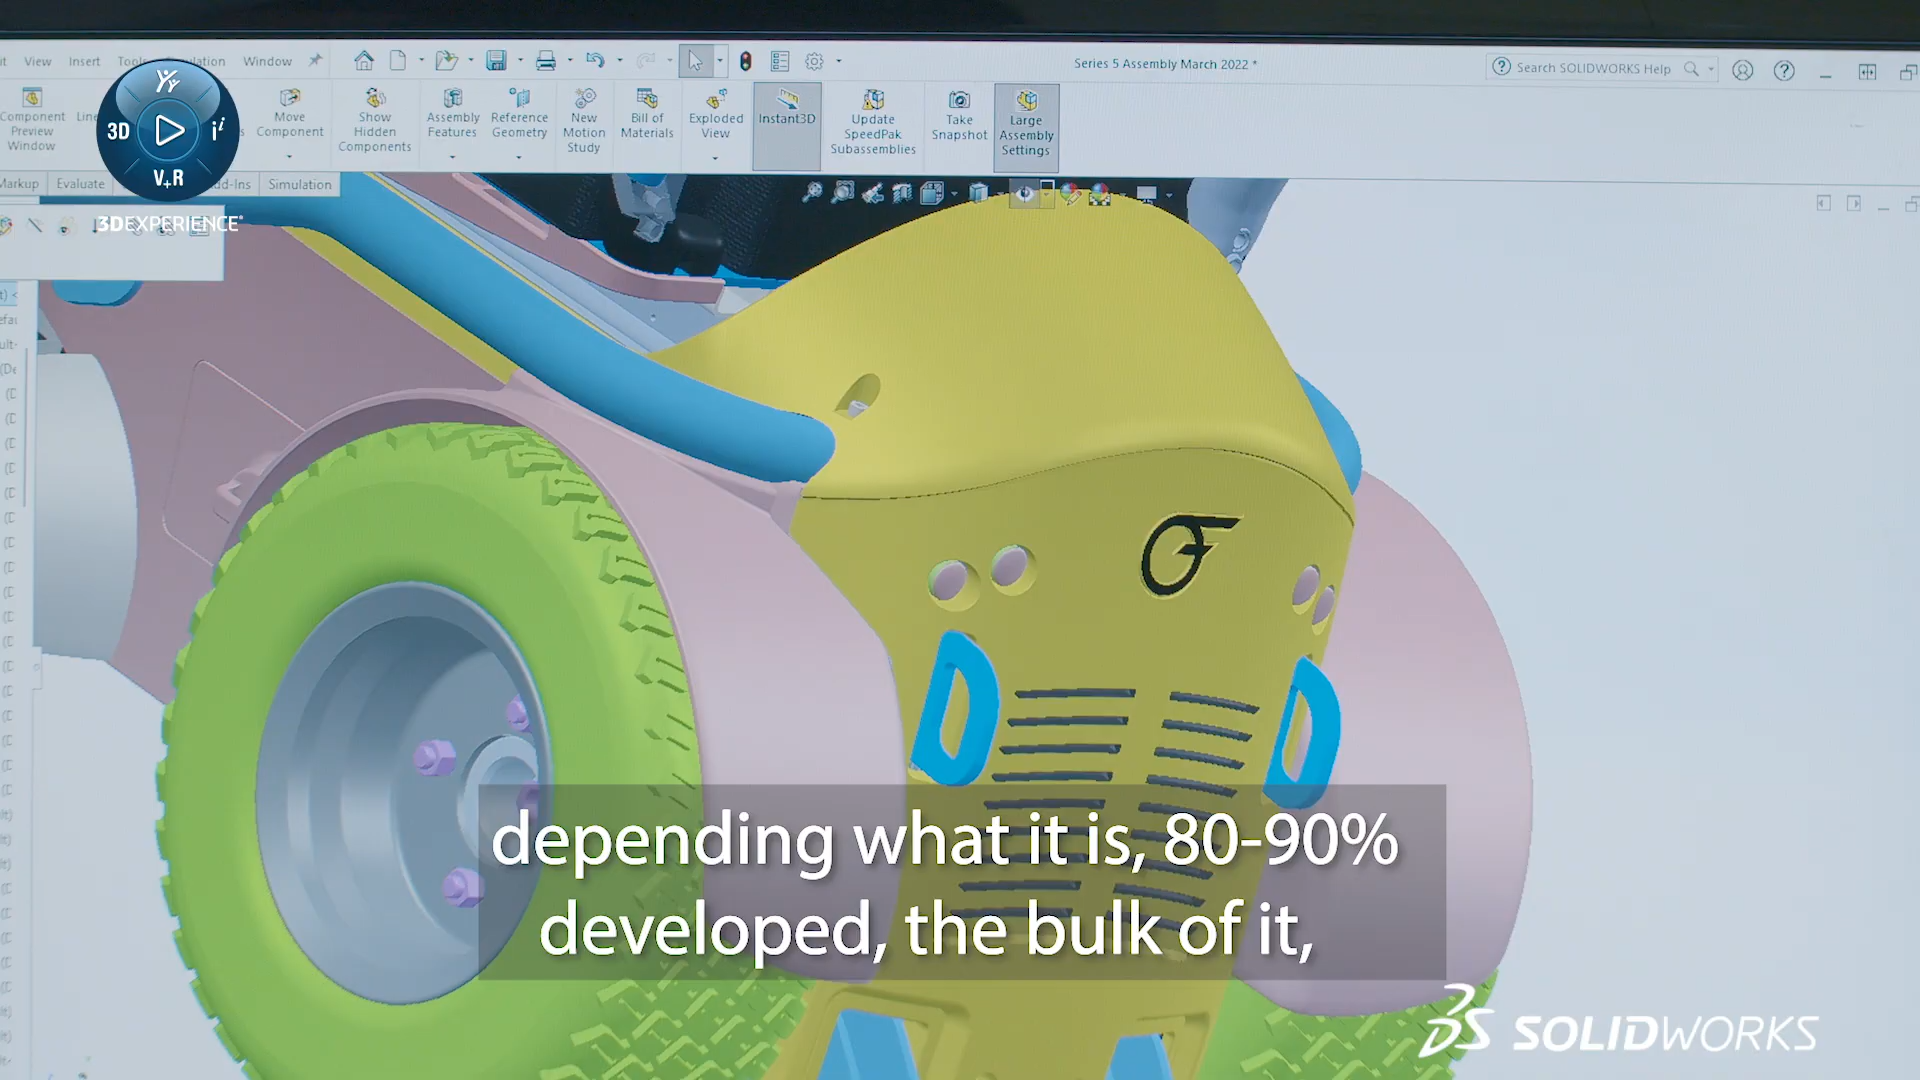 View Insert Tools Window
Series 5 Assembly March 2022 *
Search SOLIDWORKS Help
Component
Preview
Window
Move
Component
Show
Hidden
Components
Assembly
Features
Reference
Geometry
New
Motion
Study
Bill of
Materials
Exploded
View
Instant3D
Update
SpeedPak
Subassemblies
Take
Snapshot
Large
Assembly
Settings
3D
V+R
3DEXPERIENCE
Markup Evaluate Simulation
depending what it is, 80-90%
developed, the bulk of it,
SOLIDWORKS